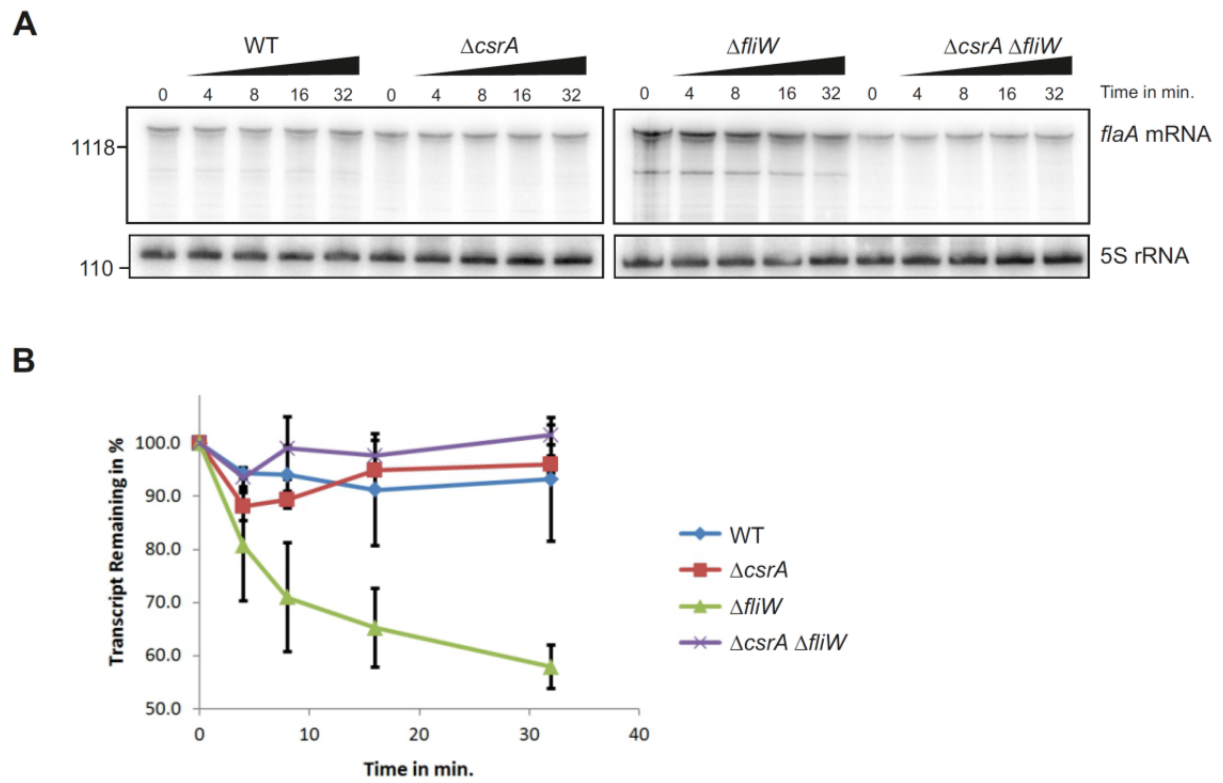 A
WT ΔcsrA ΔfliW ΔcsrA ΔfliW
0 4 8 16 32 0 4 8 16 32 0 4 8 16 32 0 4 8 16 32 Time in min.
1118 flaA mRNA
110 5S rRNA
B
Transcript Remaining in %
100.0
90.0
80.0
70.0
60.0
50.0
0 10 20 30 40
Time in min.
WT
ΔcsrA
ΔfliW
ΔcsrA ΔfliW